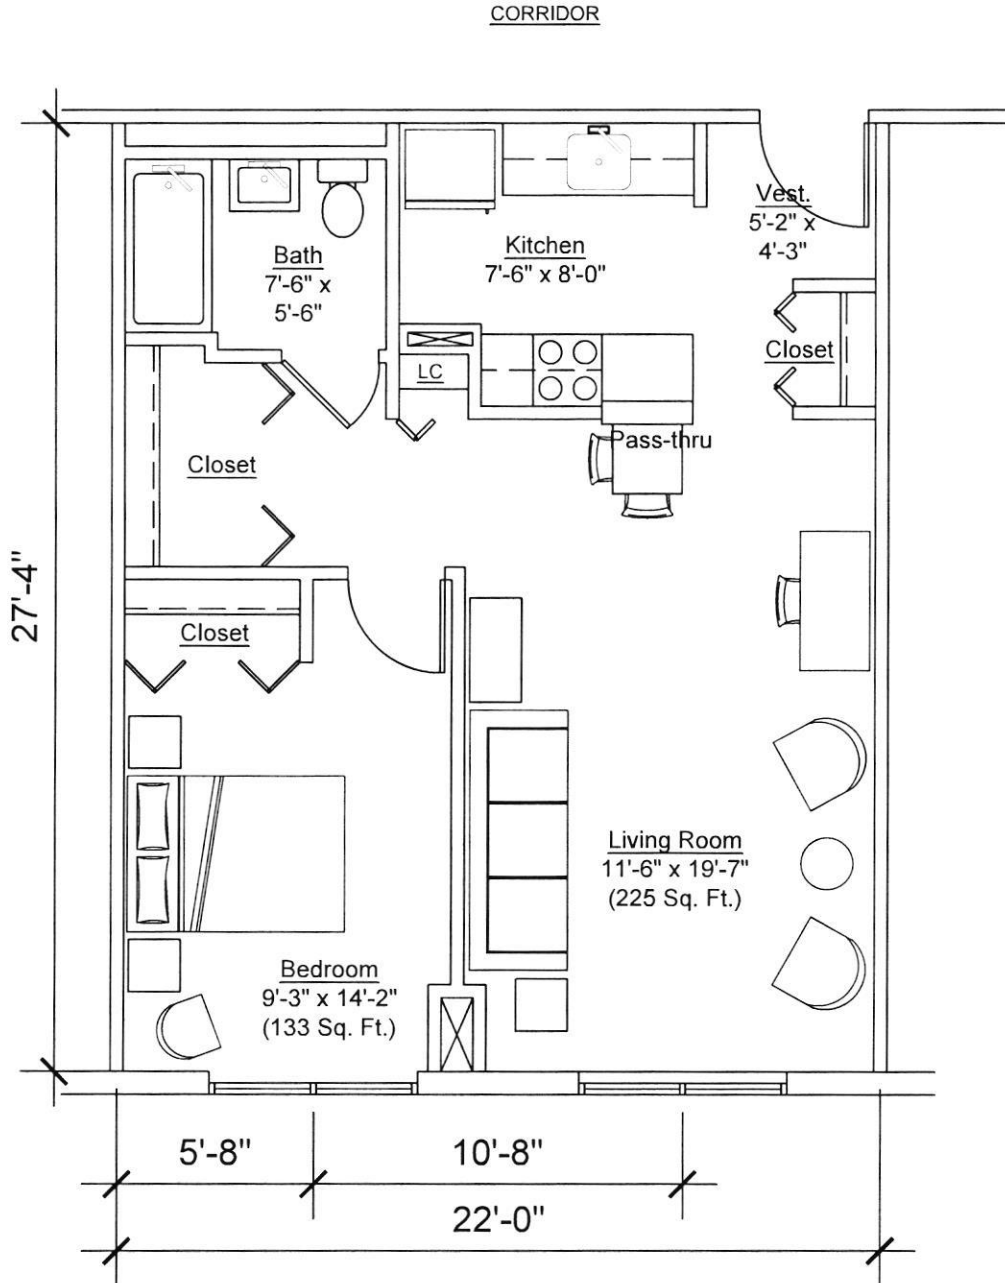 CORRIDOR
Vest.
5'-2" x
4'-3"
Kitchen
7'-6" x 8'-0"
Bath
7'-6" x
5'-6"
Closet
LC
Pass-thru
Closet
27'-4"
Closet
Living Room
11'-6" x 19'-7"
(225 Sq. Ft.)
Bedroom
9'-3" x 14'-2"
(133 Sq. Ft.)
5'-8"
10'-8"
22'-0"